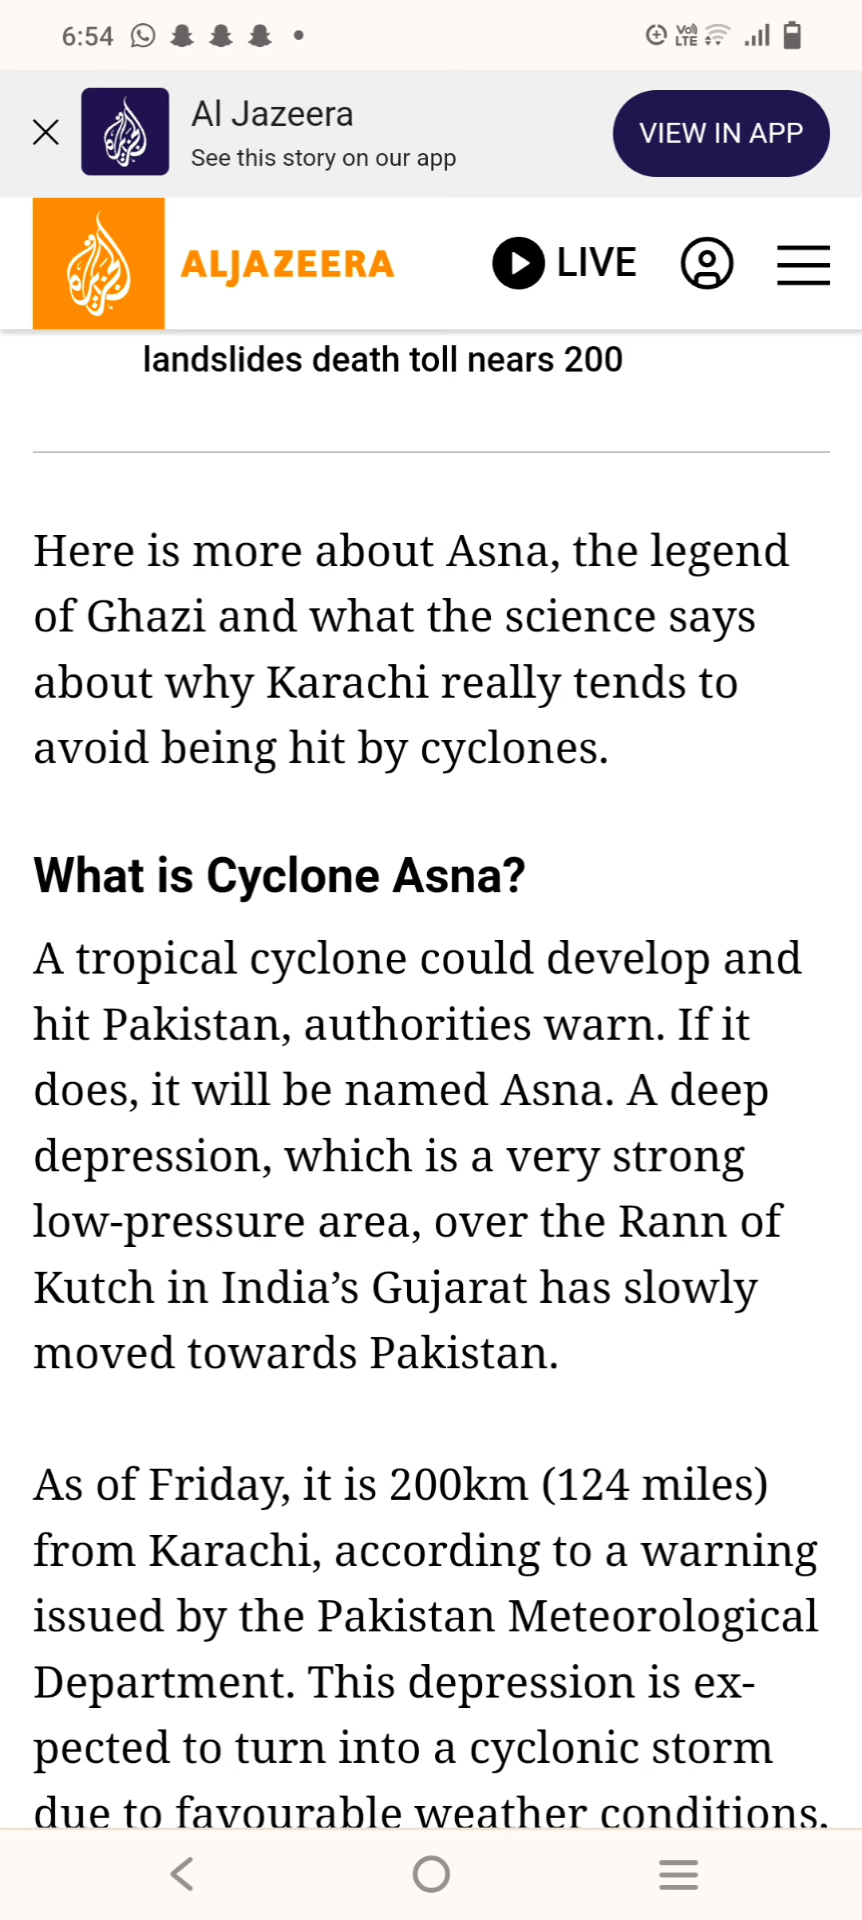 6:54
Vo) LTE
Al Jazeera
See this story on our app
VIEW IN APP
ALJAZEERA
LIVE
landslides death toll nears 200
Here is more about Asna, the legend
of Ghazi and what the science says
about why Karachi really tends to
avoid being hit by cyclones.
What is Cyclone Asna?
A tropical cyclone could develop and
hit Pakistan, authorities warn. If it
does, it will be named Asna. A deep
depression, which is a very strong
low-pressure area, over the Rann of
Kutch in India’s Gujarat has slowly
moved towards Pakistan.
As of Friday, it is 200km (124 miles)
from Karachi, according to a warning
issued by the Pakistan Meteorological
Department. This depression is ex-
pected to turn into a cyclonic storm
due to favourable weather conditions,